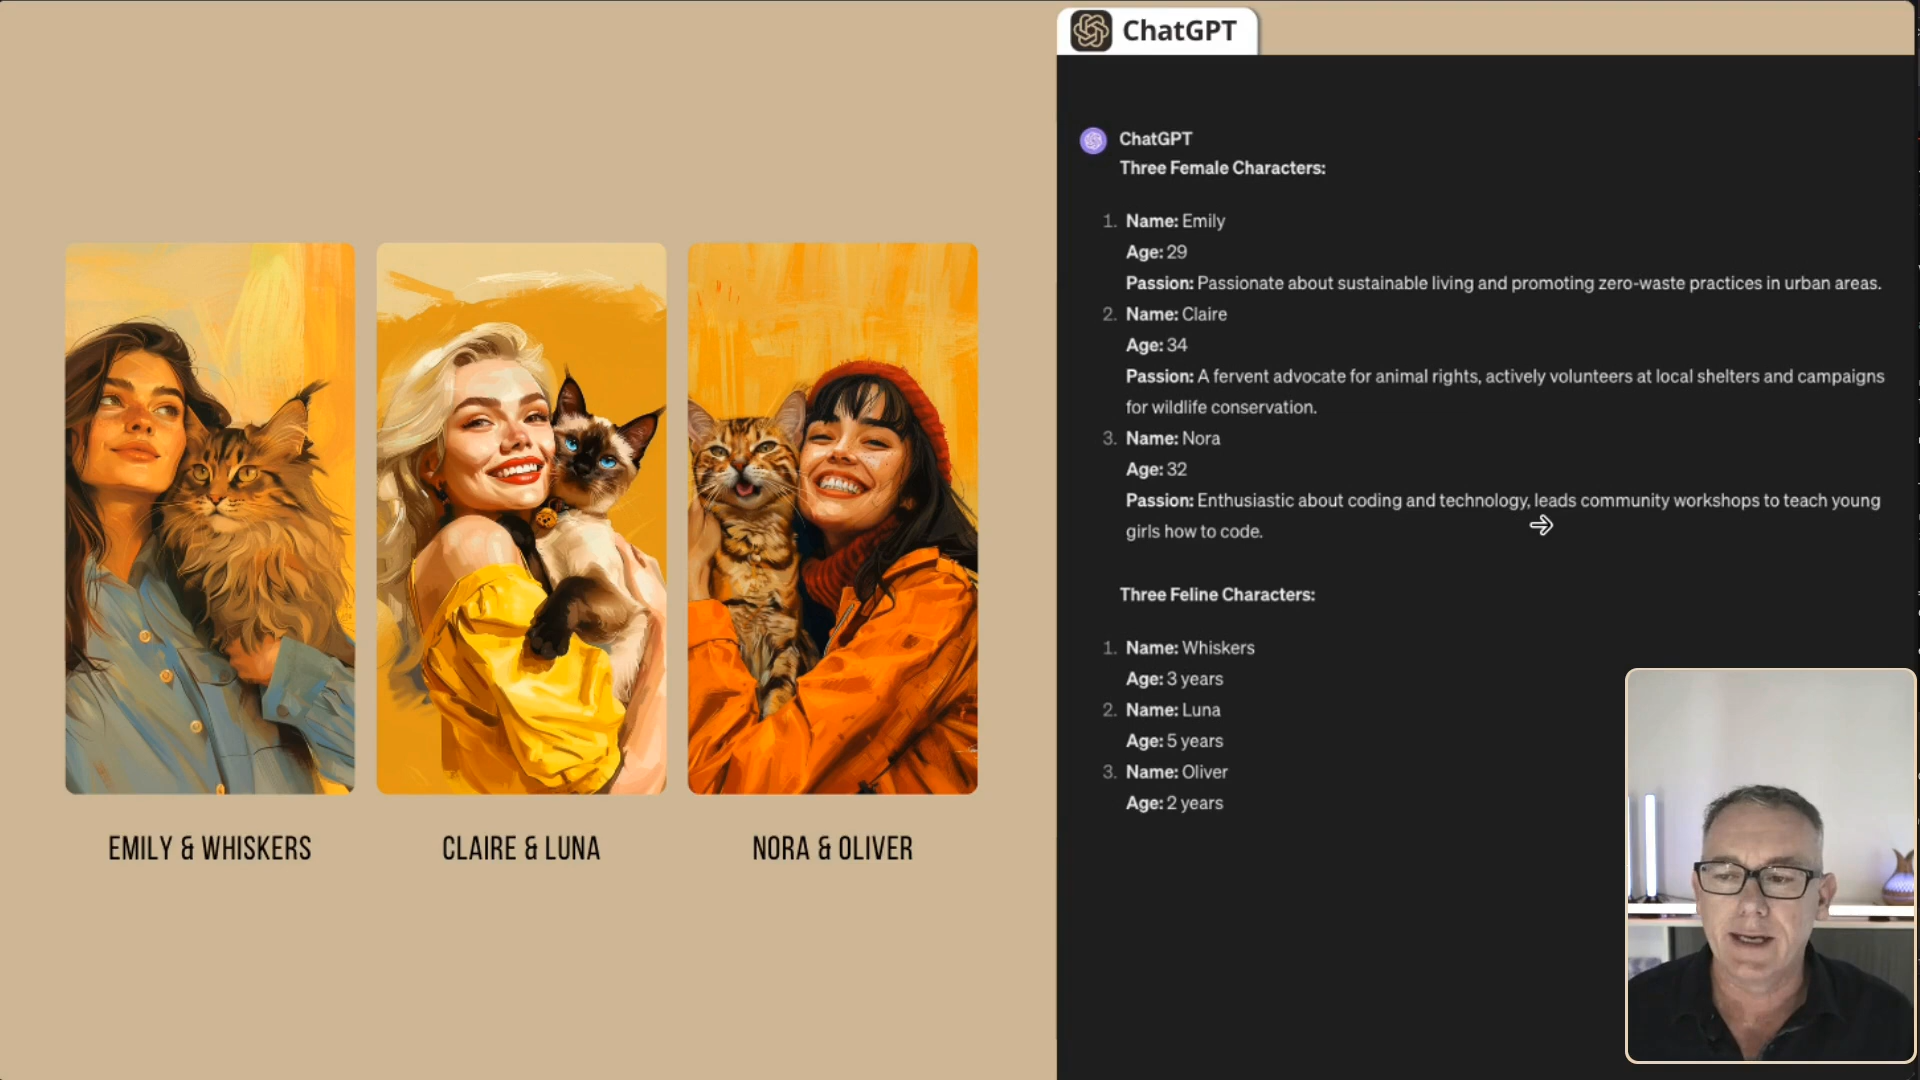 ChatGPT
ChatGPT
Three Female Characters:
1. Name: Emily
Age: 29
Passion: Passionate about sustainable living and promoting zero-waste practices in urban areas.
2. Name: Claire
Age: 34
Passion: A fervent advocate for animal rights, actively volunteers at local shelters and campaigns
for wildlife conservation.
3. Name: Nora
Age: 32
Passion: Enthusiastic about coding and technology, leads community workshops to teach young
girls how to code.
Three Feline Characters:
1. Name: Whiskers
Age: 3 years
2. Name: Luna
Age: 5 years
3. Name: Oliver
Age: 2 years
EMILY & WHISKERS
CLAIRE & LUNA
NORA & OLIVER